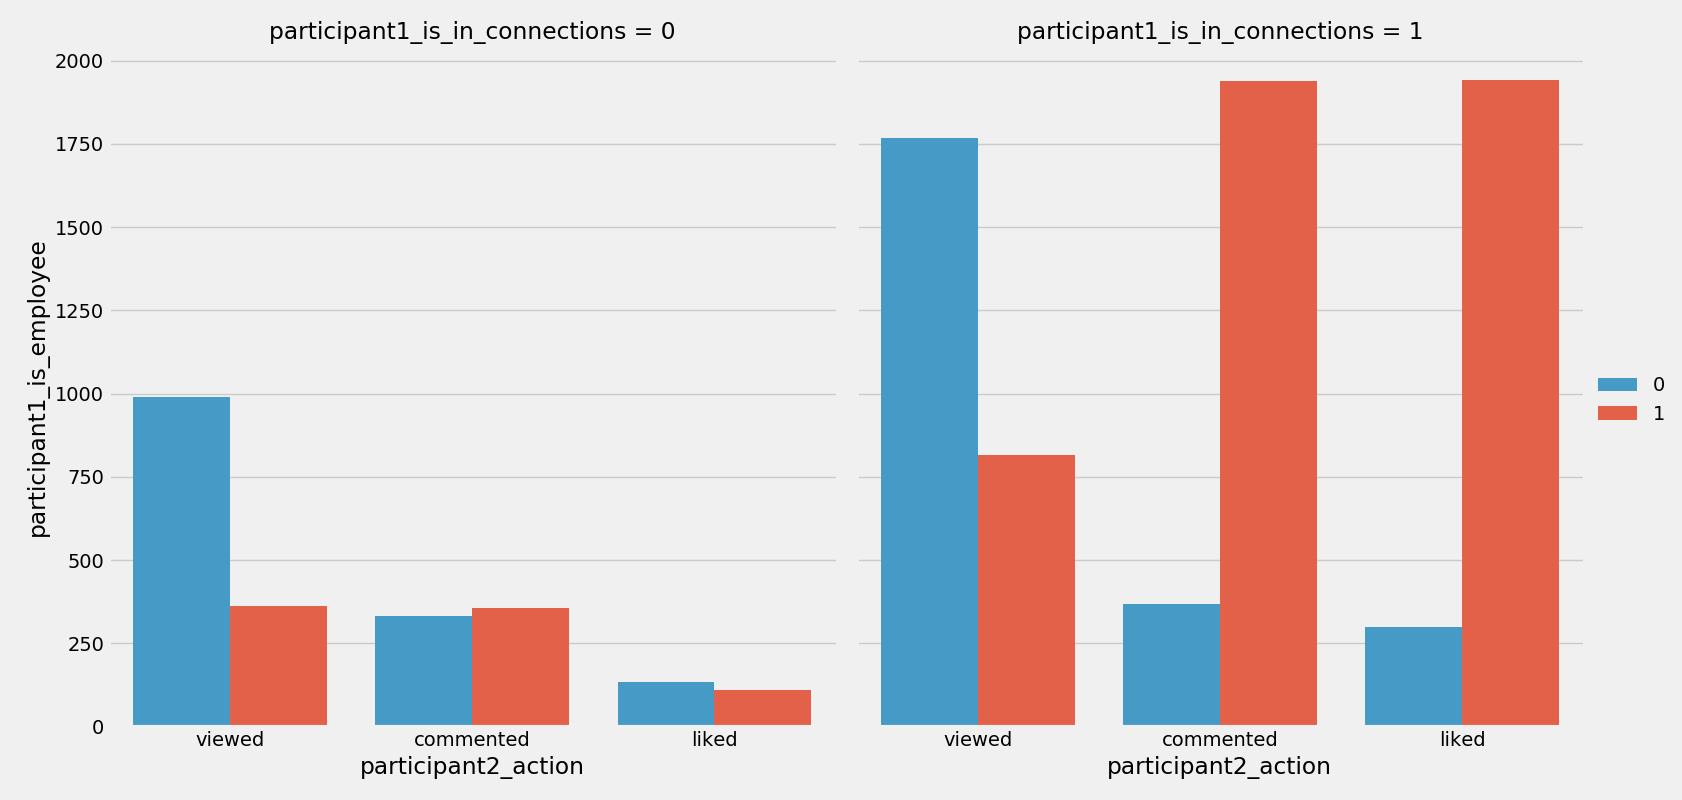 participant1_is_in_connections = 0
participant1_is_in_connections = 1
participant1_is_employee
2000
1750
1500
1250
1000
750
500
250
0
viewed
commented
liked
participant2_action
viewed
commented
liked
participant2_action
0
1